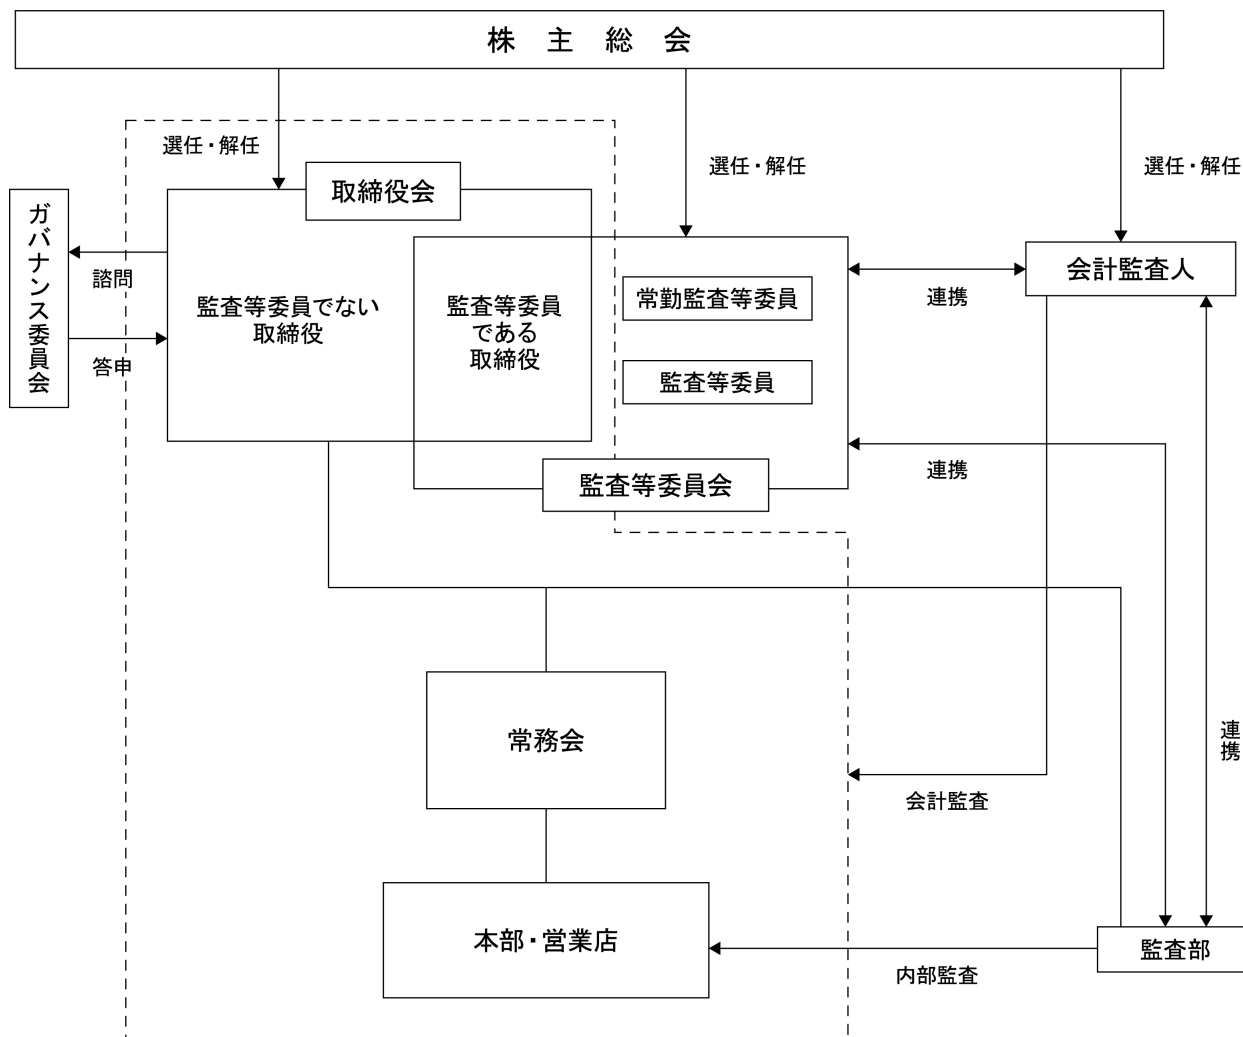 株主総会
選任・解任
選任・解任
選任・解任
取締役会
ガバナンス委員会
諮問
答申
監査等委員でない
取締役
監査等委員
である
取締役
常勤監査等委員
監査等委員
監査等委員会
連携
会計監査人
連携
常務会
連携
会計監査
本部・営業店
内部監査
監査部